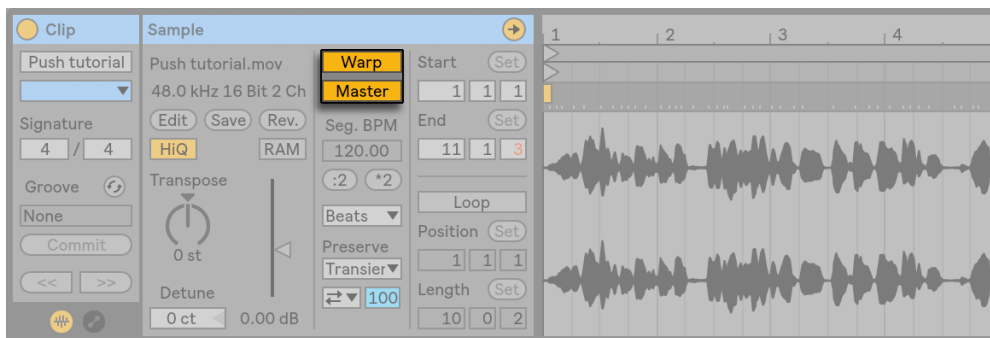 Clip
Push tutorial
Signature
4 / 4
Groove
None
Commit
<< >>
Sample
Push tutorial.mov
48.0 kHz 16 Bit 2 Ch
Edit Save Rev.
HiQ RAM
Transpose
0 st
Detune
0 ct 0.00 dB
Warp
Master
Seg. BPM
120.00
:2 *2
Beats
Preserve
Transier
100
Start Set
1 1 1
End Set
11 1 3
Loop
Position Set
1 1 1
Length Set
10 0 2
1 2 3 4